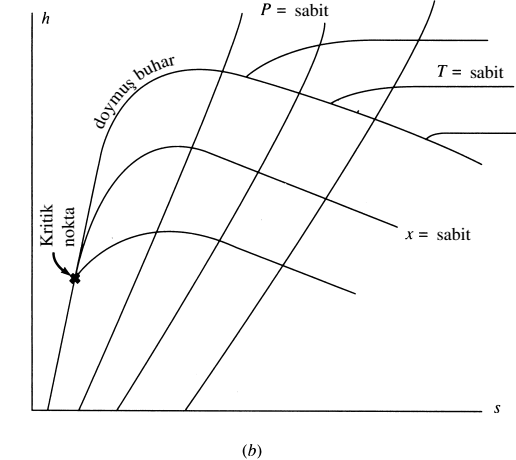 h
P = sabit
doymuş buhar
T = sabit
Kritik
nokta
x = sabit
s
(b)